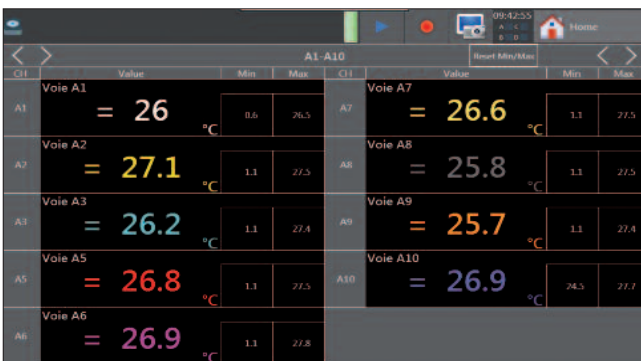 09:42:55
A C
B D
Home
A1-A10
Reset Min/Max
CH Value Min Max CH Value Min Max
A1 Voie A1 = 26 °C 0.6 26.5
A7 Voie A7 = 26.6 °C 1.1 27.5
A2 Voie A2 = 27.1 °C 1.1 27.5
A8 Voie A8 = 25.8 °C 1.1 27.5
A3 Voie A3 = 26.2 °C 1.1 27.4
A9 Voie A9 = 25.7 °C 1.1 27.4
A5 Voie A5 = 26.8 °C 1.1 27.5
A10 Voie A10 = 26.9 °C 24.5 27.7
A6 Voie A6 = 26.9 °C 1.1 27.8